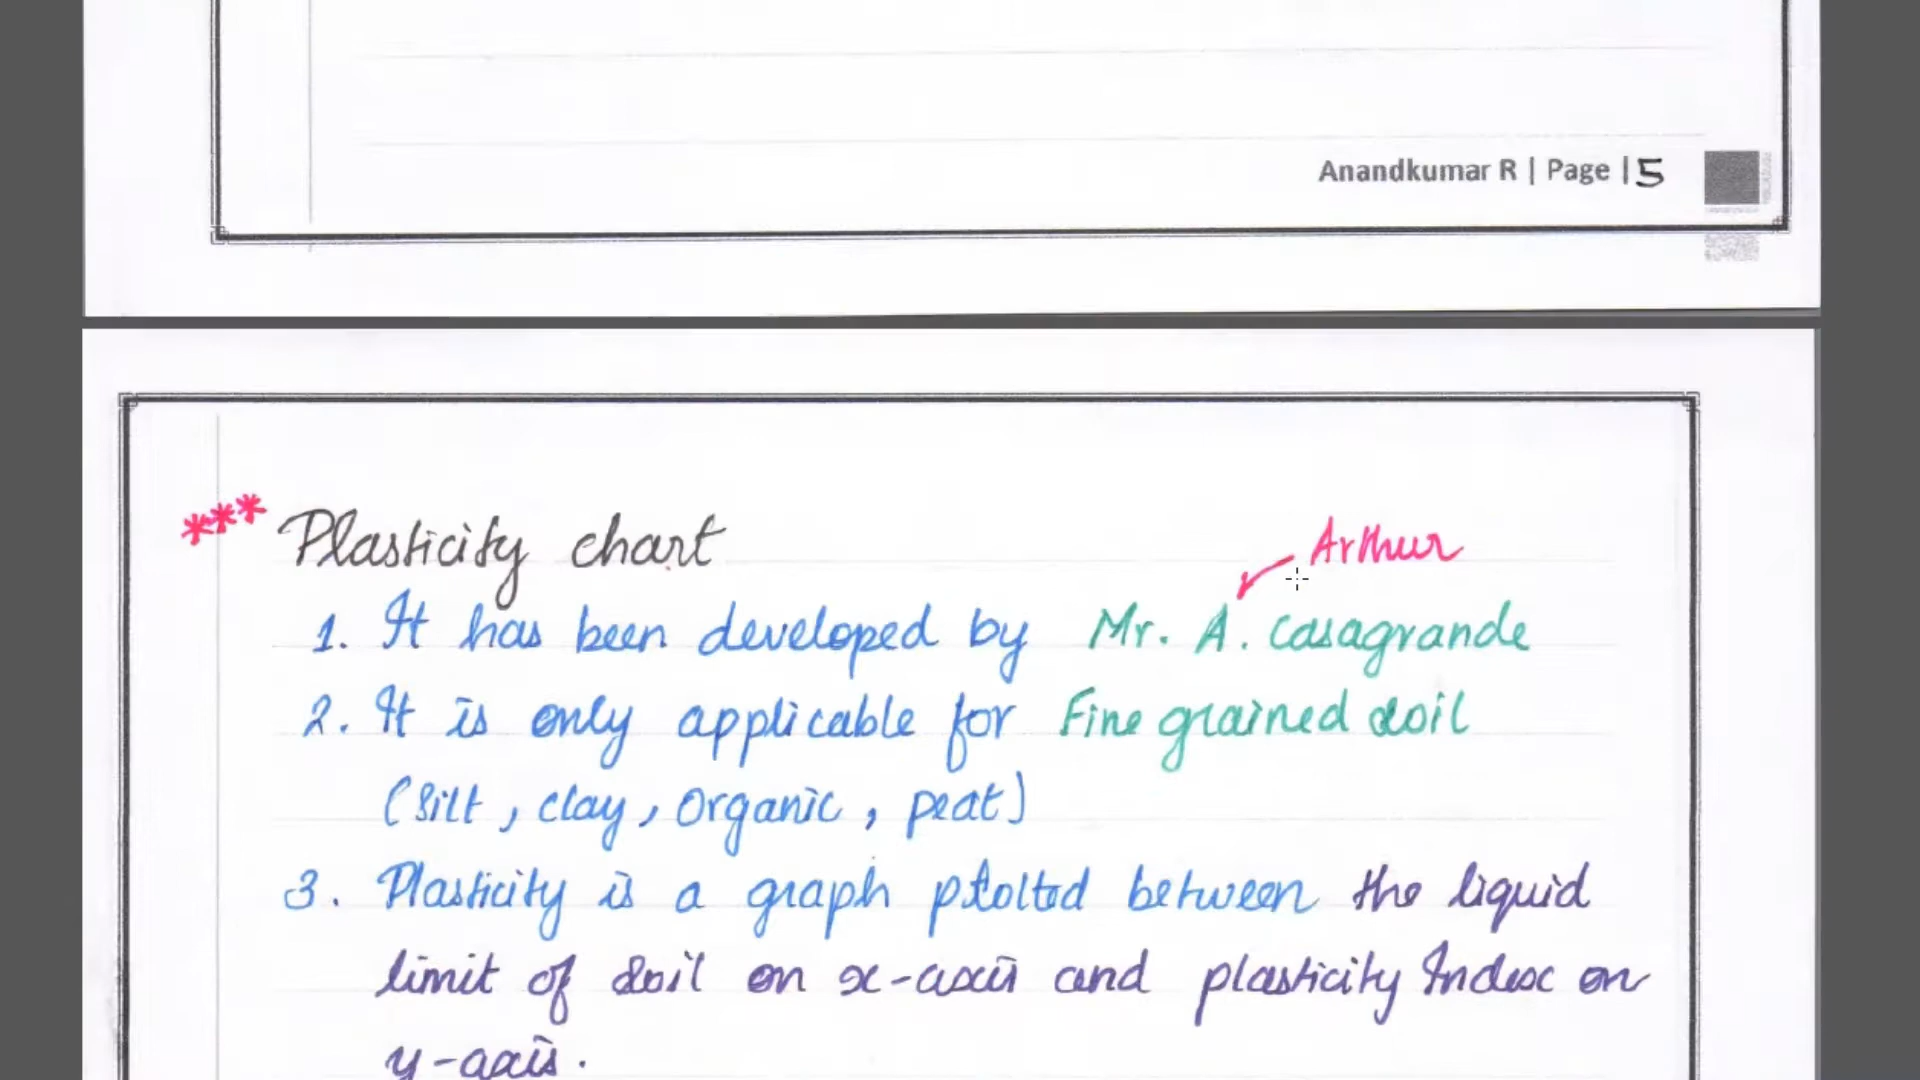 Anandkumar R | Page |5
*** Plasticity chart
Arthur
1. It has been developed by Mr. A. Casagrande
2. It is only applicable for Fine grained soil
(silt, clay, organic, peat)
3. Plasticity is a graph ptolted between the liquid
limit of soil on x-axis and plasticity Index on
y-axis.